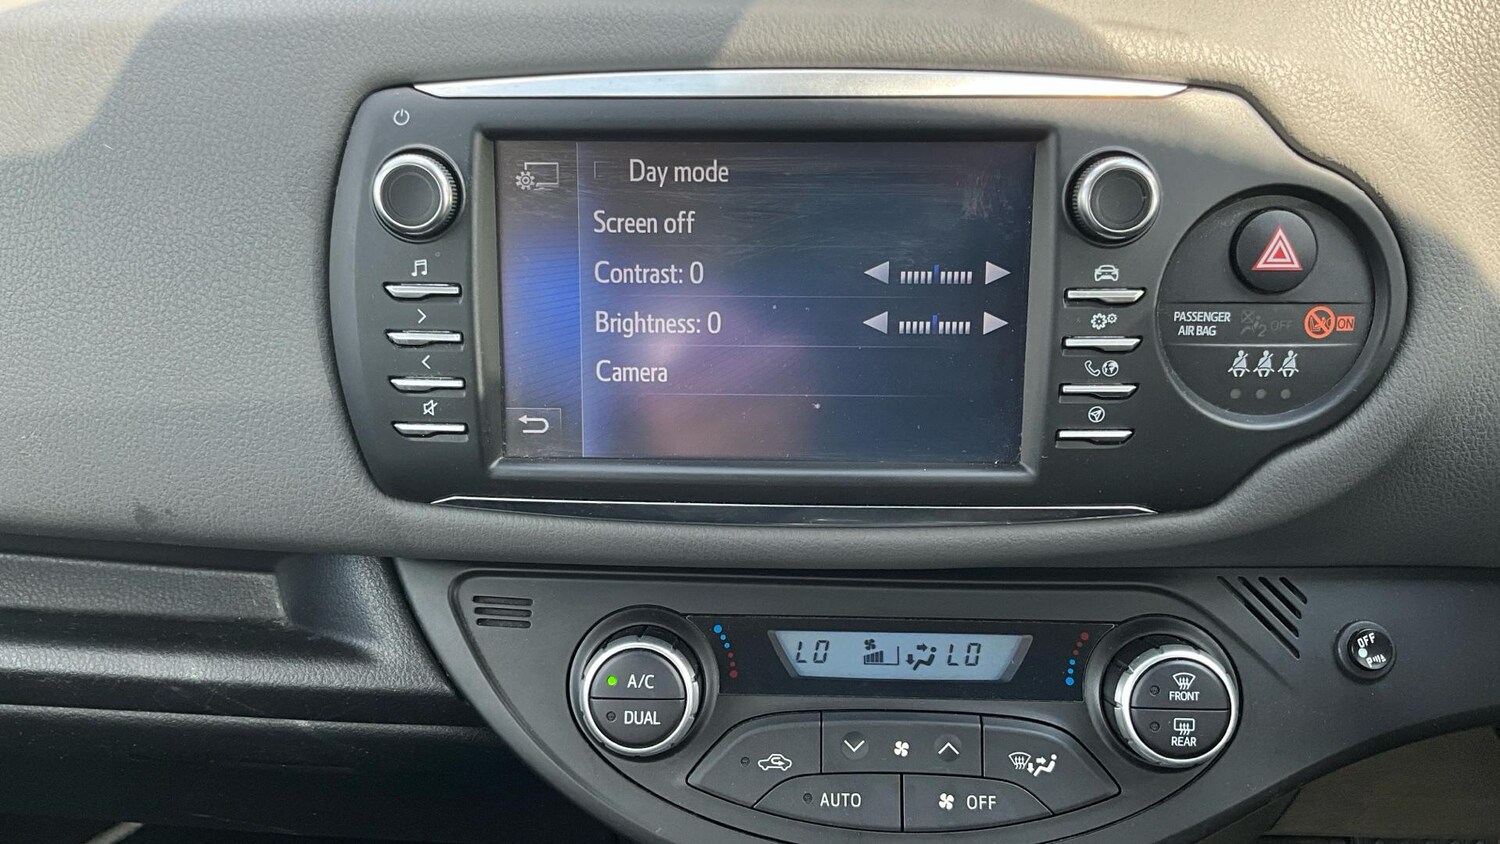 Day mode
Screen off
Contrast: 0
Brightness: 0
Camera
PASSENGER
AIR BAG
OFF
ON
LO
LO
A/C
DUAL
FRONT
REAR
AUTO
OFF
OFF